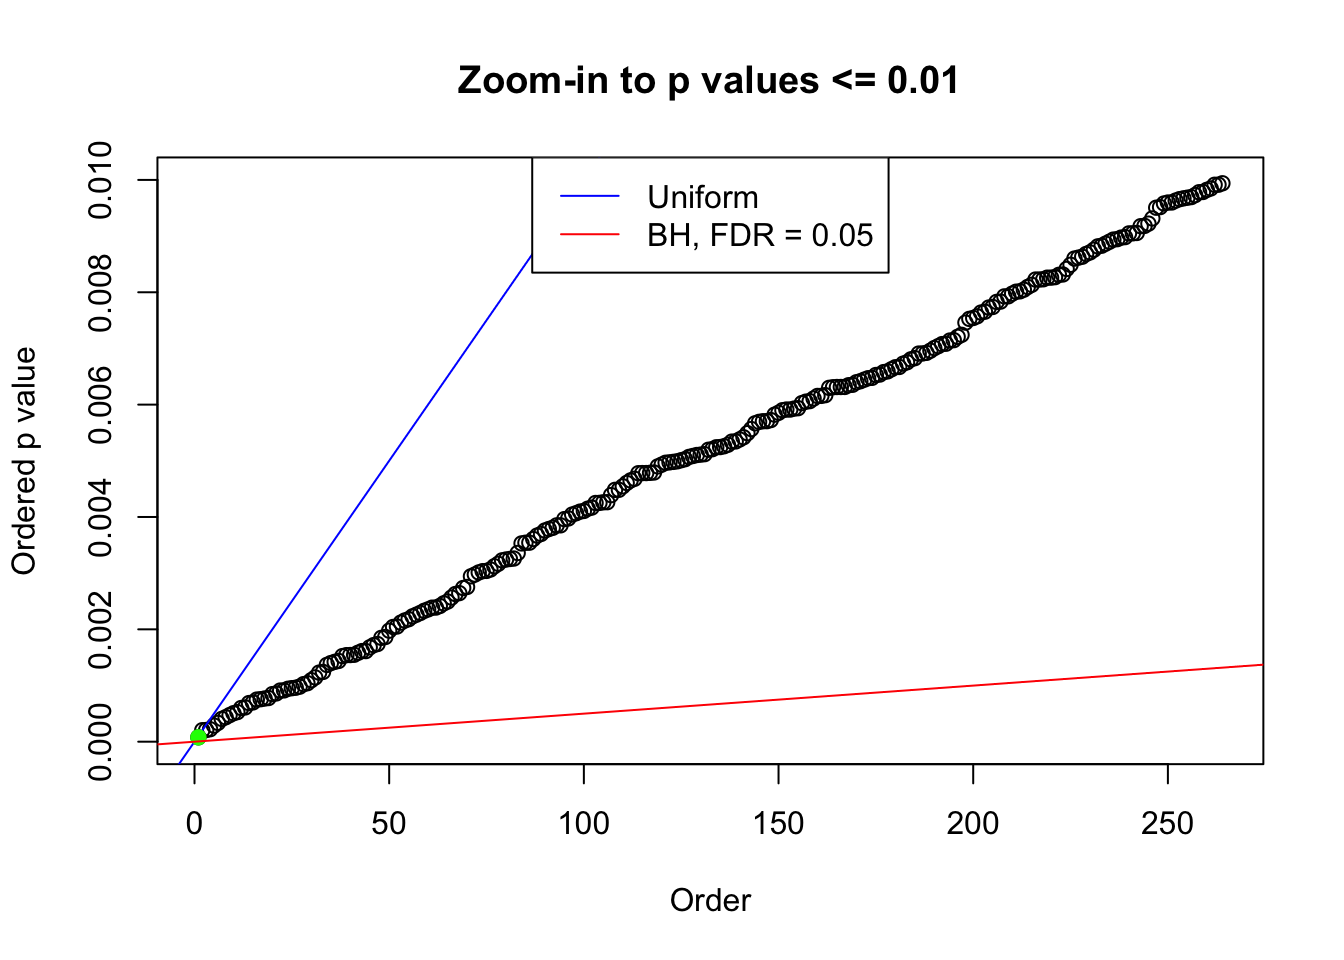 Zoom-in to p values <= 0.01
Uniform
BH, FDR = 0.05
Ordered p value
0.010
0.008
0.006
0.004
0.002
0.000
0 50 100 150 200 250
Order